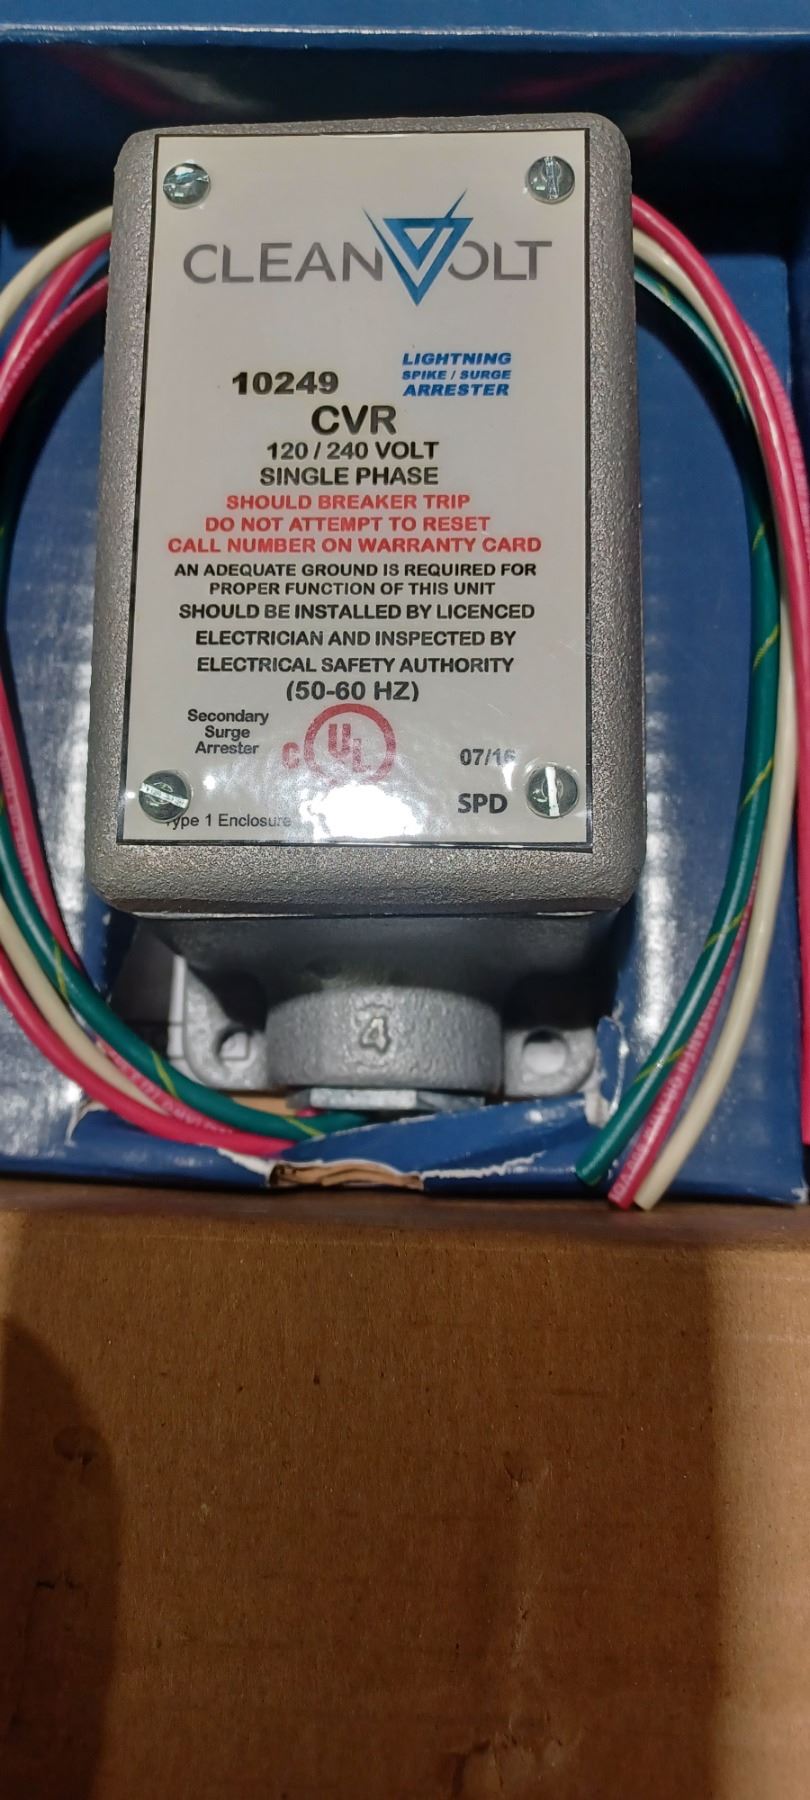 CLEANVOLT
LIGHTNING
SPIKE / SURGE
ARRESTER
10249
CVR
120 / 240 VOLT
SINGLE PHASE
SHOULD BREAKER TRIP
DO NOT ATTEMPT TO RESET
CALL NUMBER ON WARRANTY CARD
AN ADEQUATE GROUND IS REQUIRED FOR
PROPER FUNCTION OF THIS UNIT
SHOULD BE INSTALLED BY LICENCED
ELECTRICIAN AND INSPECTED BY
ELECTRICAL SAFETY AUTHORITY
(50-60 HZ)
Secondary
Surge
Arrester
C UL
07/16
SPD
Type 1 Enclosure
4